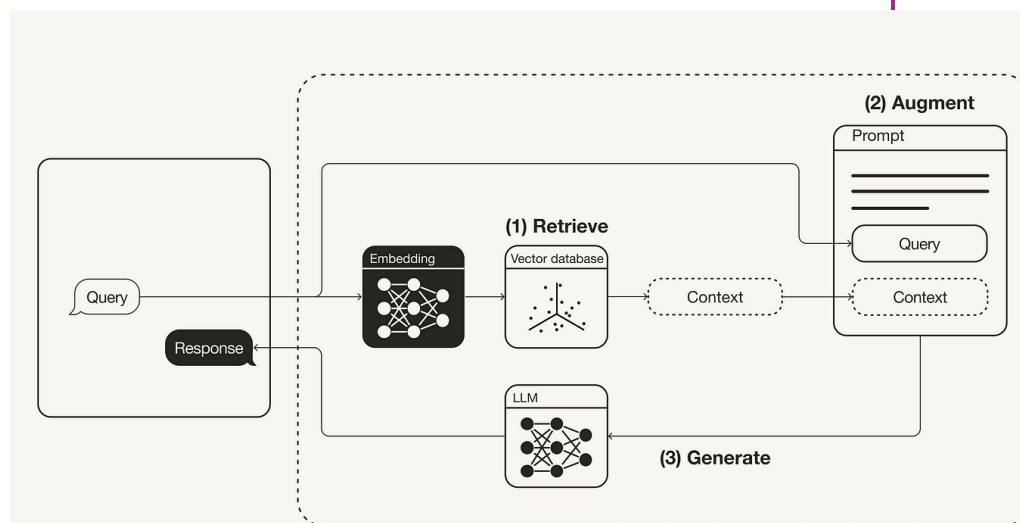 (2) Augment
Prompt
(1) Retrieve
Query
Embedding
Vector database
Query
Context
Context
Response
LLM
(3) Generate